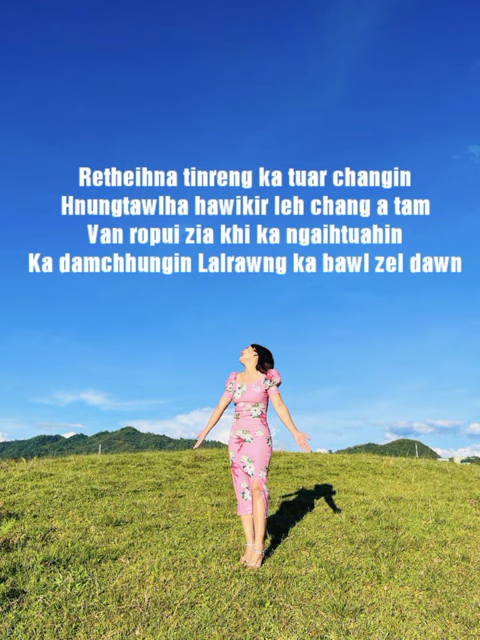 Retheihna tinreng ka tuar changin
Hnungtawlha hawikir leh chang a tam
Van ropui zia khi ka ngaihtuahin
Ka damchhungin Lalrawng ka bawl zel dawn